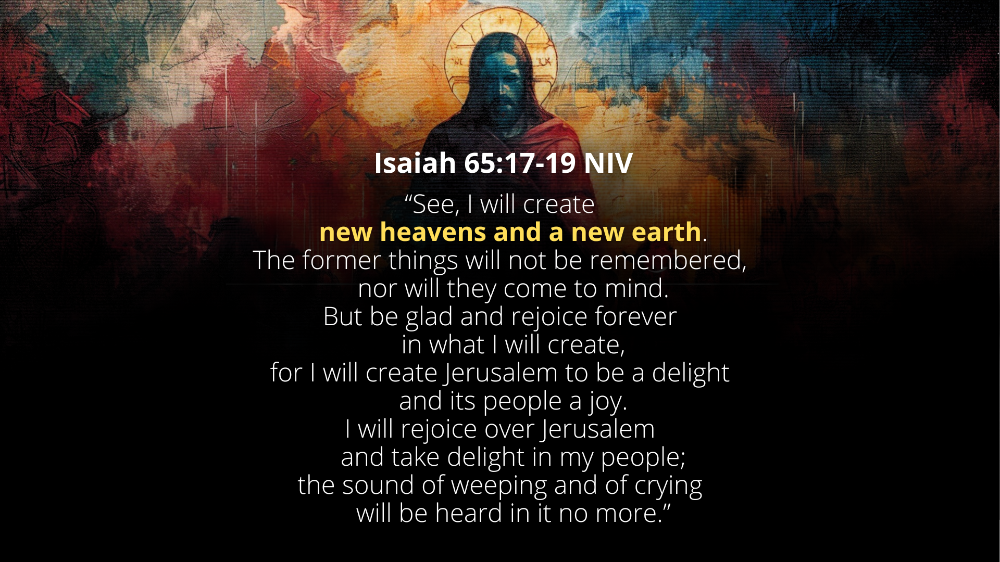 Isaiah 65:17-19 NIV
“See, I will create
new heavens and a new earth.
The former things will not be remembered,
nor will they come to mind.
But be glad and rejoice forever
in what I will create,
for I will create Jerusalem to be a delight
and its people a joy.
I will rejoice over Jerusalem
and take delight in my people;
the sound of weeping and of crying
will be heard in it no more.”